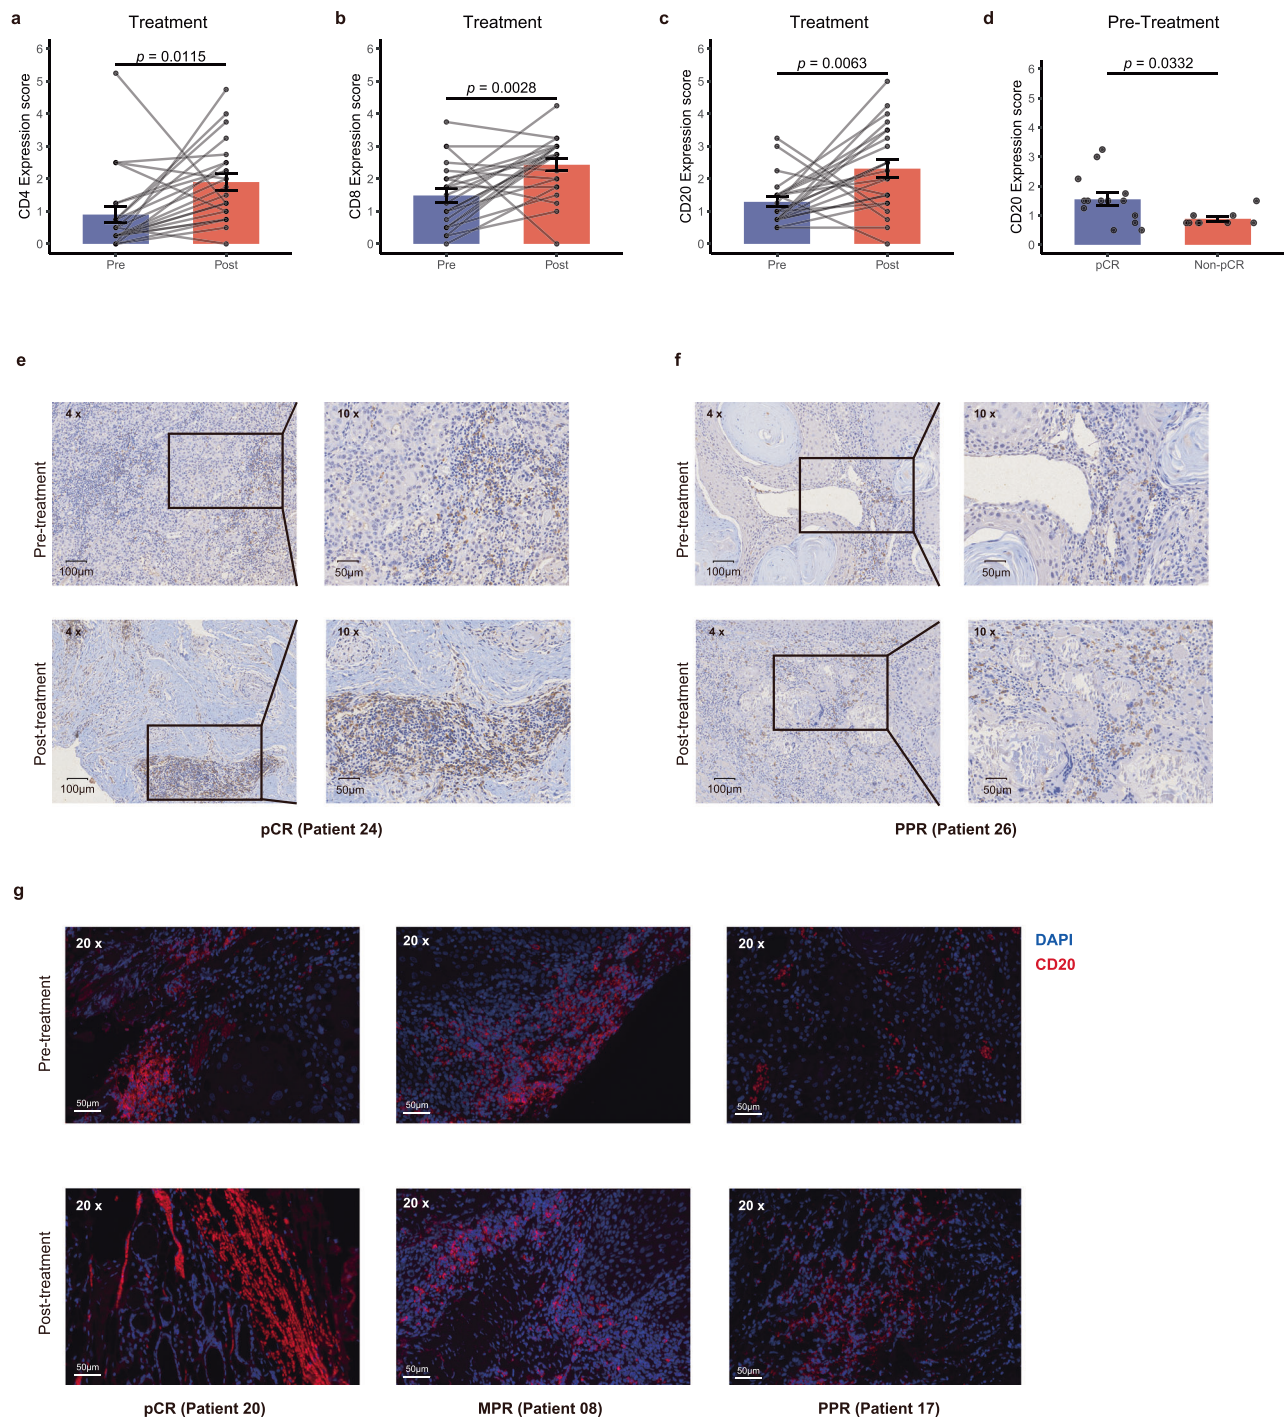 a
Treatment
CD4 Expression score
6
5
4
3
2
1
0
p = 0.0115
Pre
Post
b
Treatment
CD8 Expression score
6
5
4
3
2
1
0
p = 0.0028
Pre
Post
c
Treatment
CD20 Expression score
6
5
4
3
2
1
0
p = 0.0063
Pre
Post
d
Pre-Treatment
CD20 Expression score
6
5
4
3
2
1
0
p = 0.0332
pCR
Non-pCR
e
Pre-treatment
4 x
100μm
10 x
50μm
Post-treatment
4 x
100μm
10 x
50μm
pCR (Patient 24)
f
Pre-treatment
4 x
100μm
10 x
50μm
Post-treatment
4 x
100μm
10 x
50μm
PPR (Patient 26)
g
Pre-treatment
20 x
50μm
20 x
50μm
20 x
50μm
DAPI
CD20
Post-treatment
20 x
50μm
20 x
50μm
20 x
50μm
pCR (Patient 20)
MPR (Patient 08)
PPR (Patient 17)